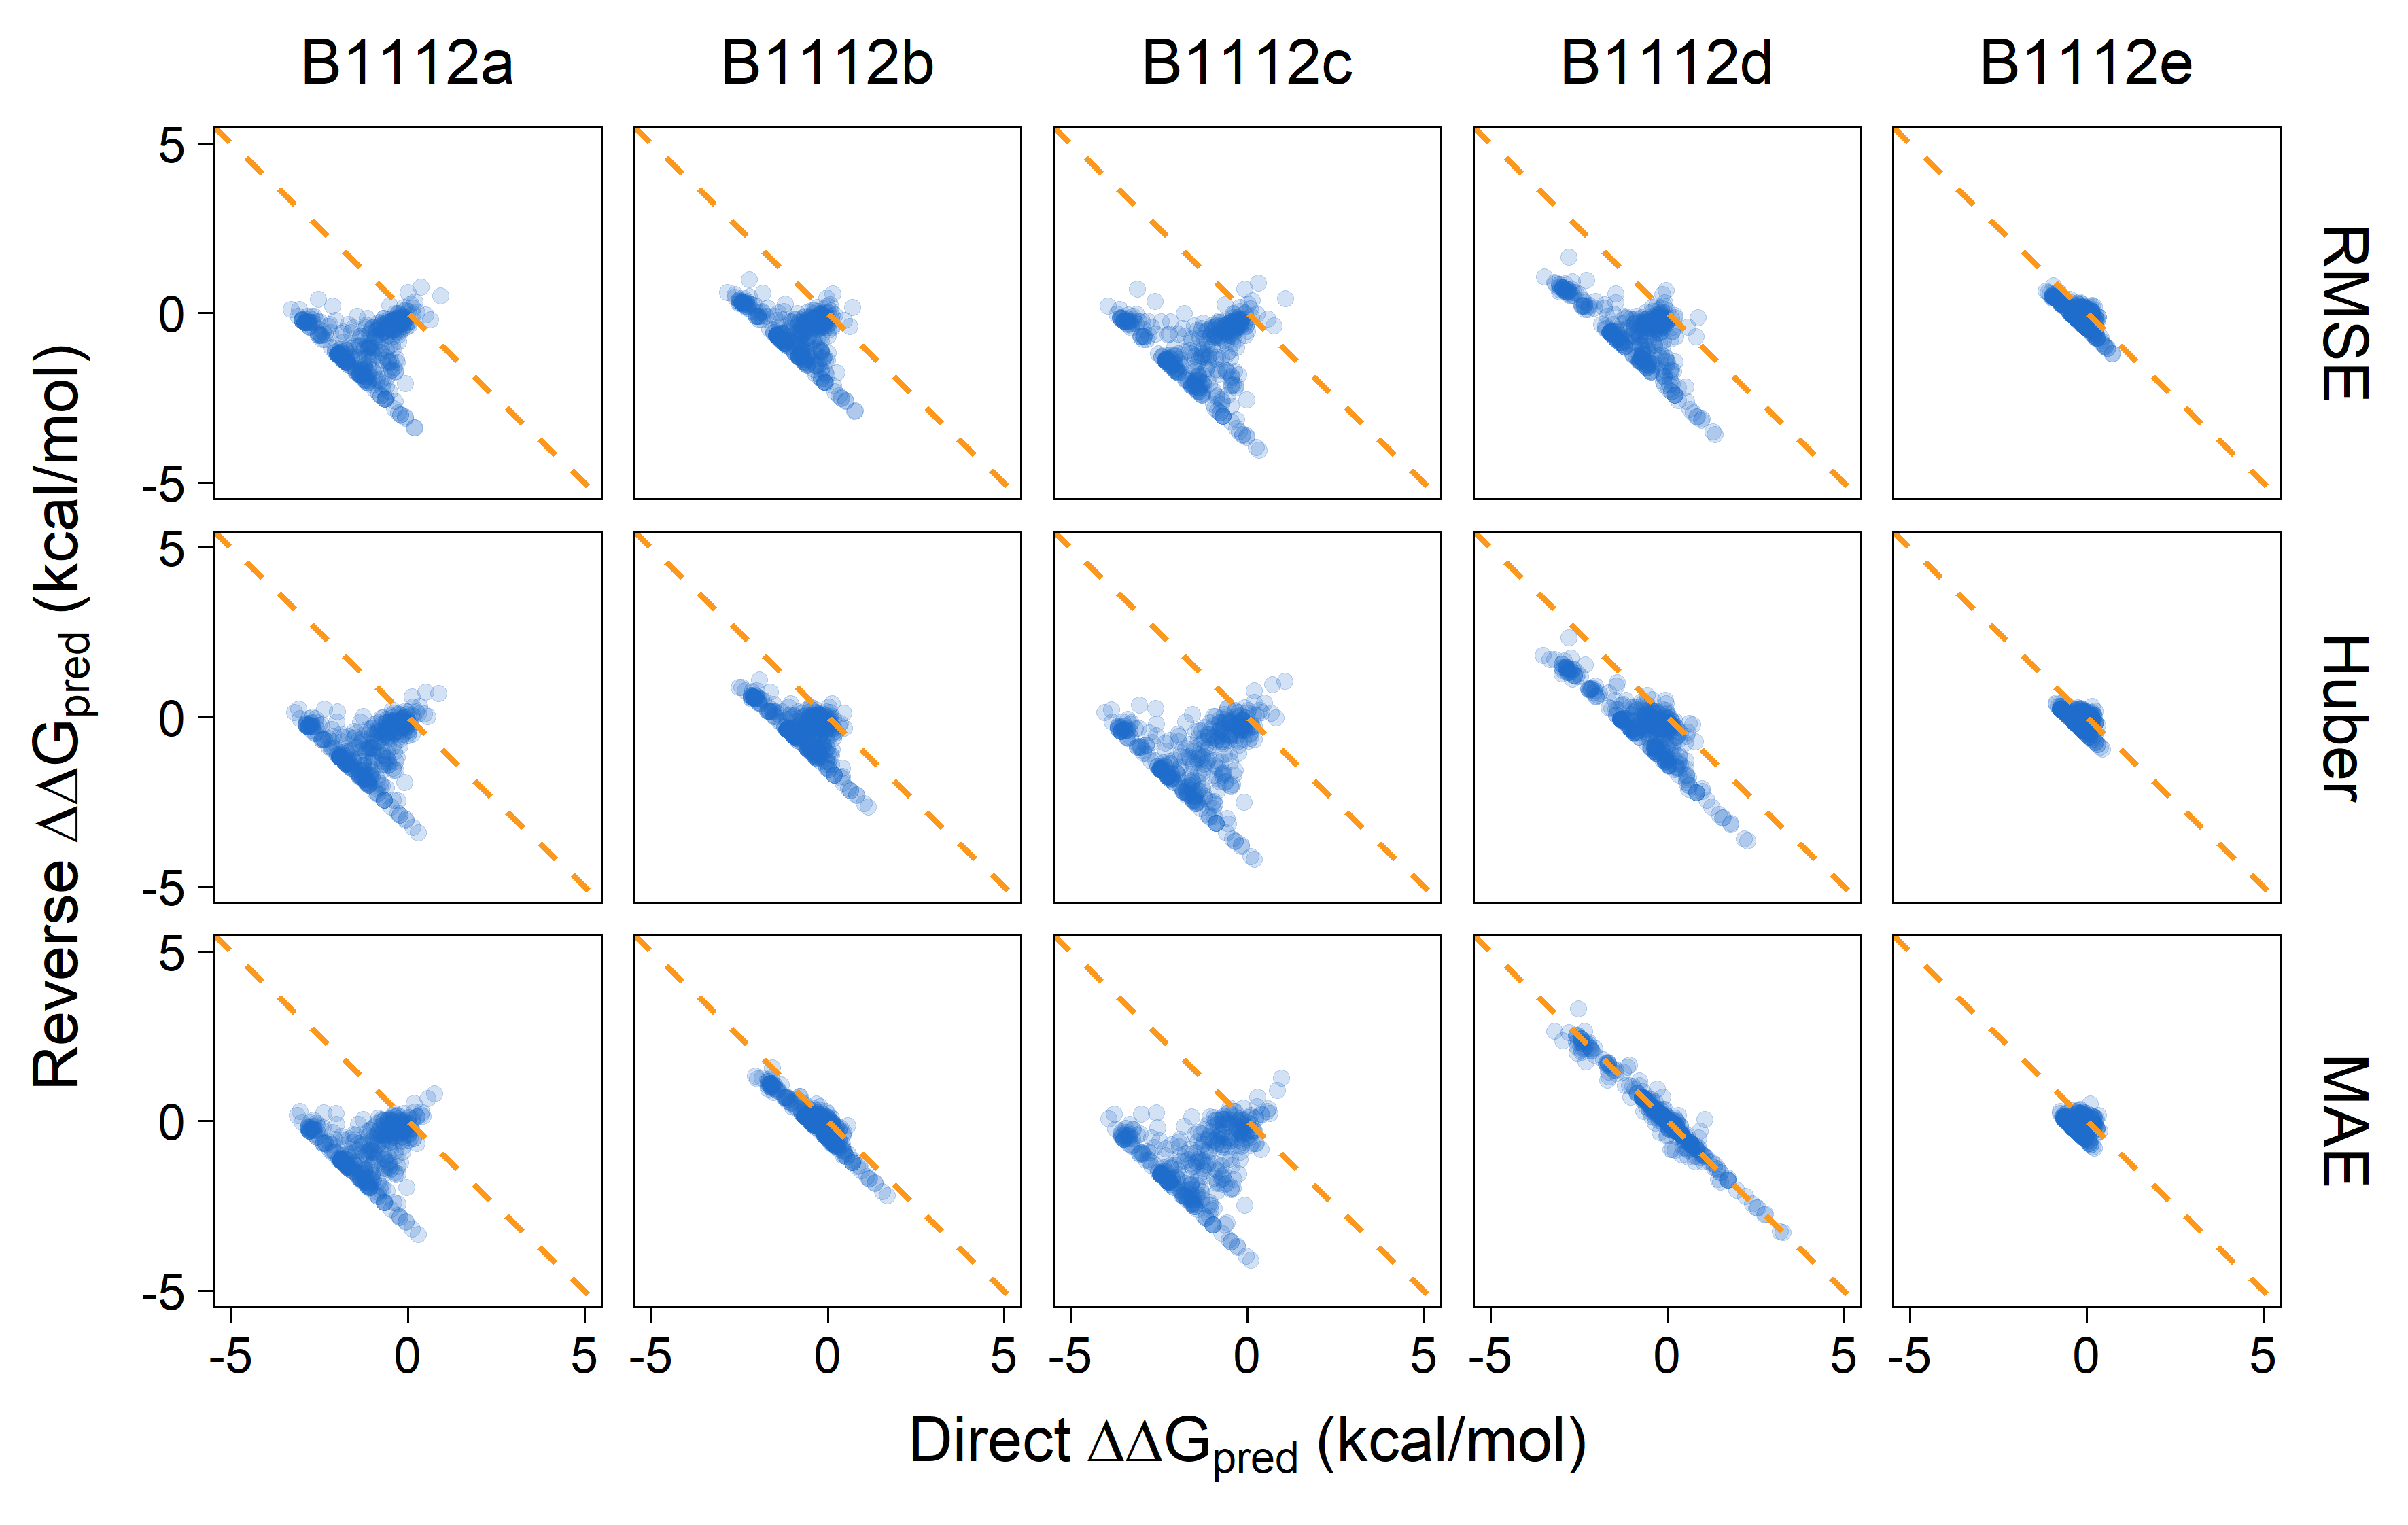 B1112a B1112b B1112c B1112d B1112e
5
0
-5
RMSE
5
0
-5
Huber
5
0
-5
MAE
-5 0 5 -5 0 5 -5 0 5 -5 0 5 -5 0 5
Direct ΔΔGpred (kcal/mol)
Reverse ΔΔGpred (kcal/mol)